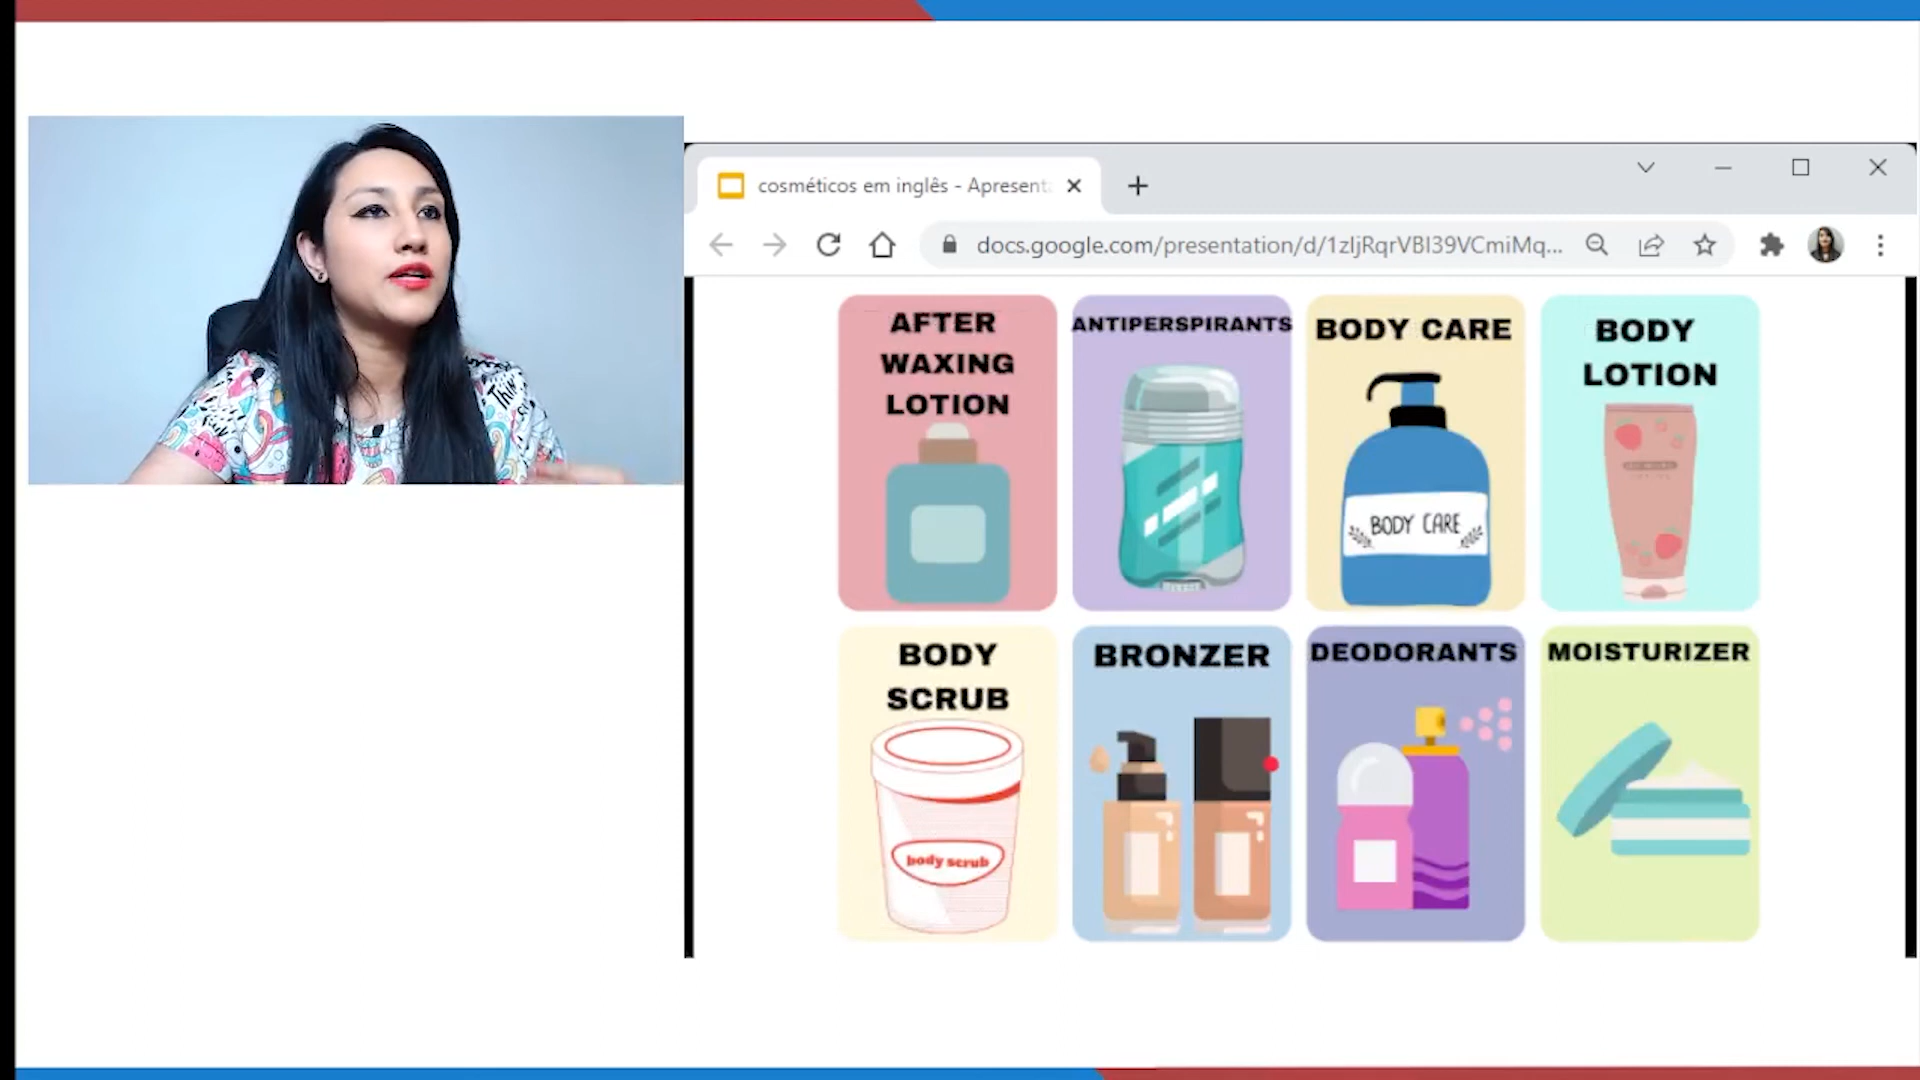 cosméticos em inglês - Apresent
docs.google.com/presentation/d/1zIjRqrVBI39VCmiMq...
AFTER
WAXING
LOTION
ANTIPERSPIRANTS
BODY CARE
BODY CARE
BODY
LOTION
BODY
SCRUB
body scrub
BRONZER
DEODORANTS
MOISTURIZER